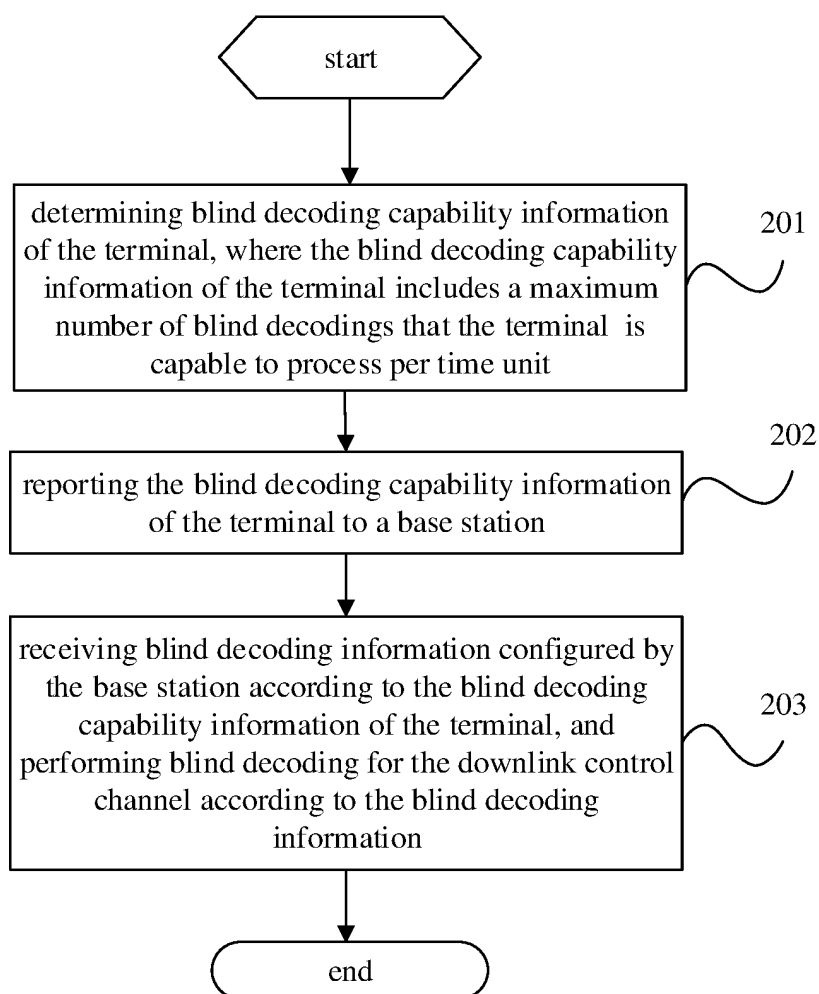 start
determining blind decoding capability information
of the terminal, where the blind decoding capability
information of the terminal includes a maximum
number of blind decodings that the terminal is
capable to process per time unit
201
reporting the blind decoding capability information
of the terminal to a base station
202
receiving blind decoding information configured by
the base station according to the blind decoding
capability information of the terminal, and
performing blind decoding for the downlink control
channel according to the blind decoding
information
203
end